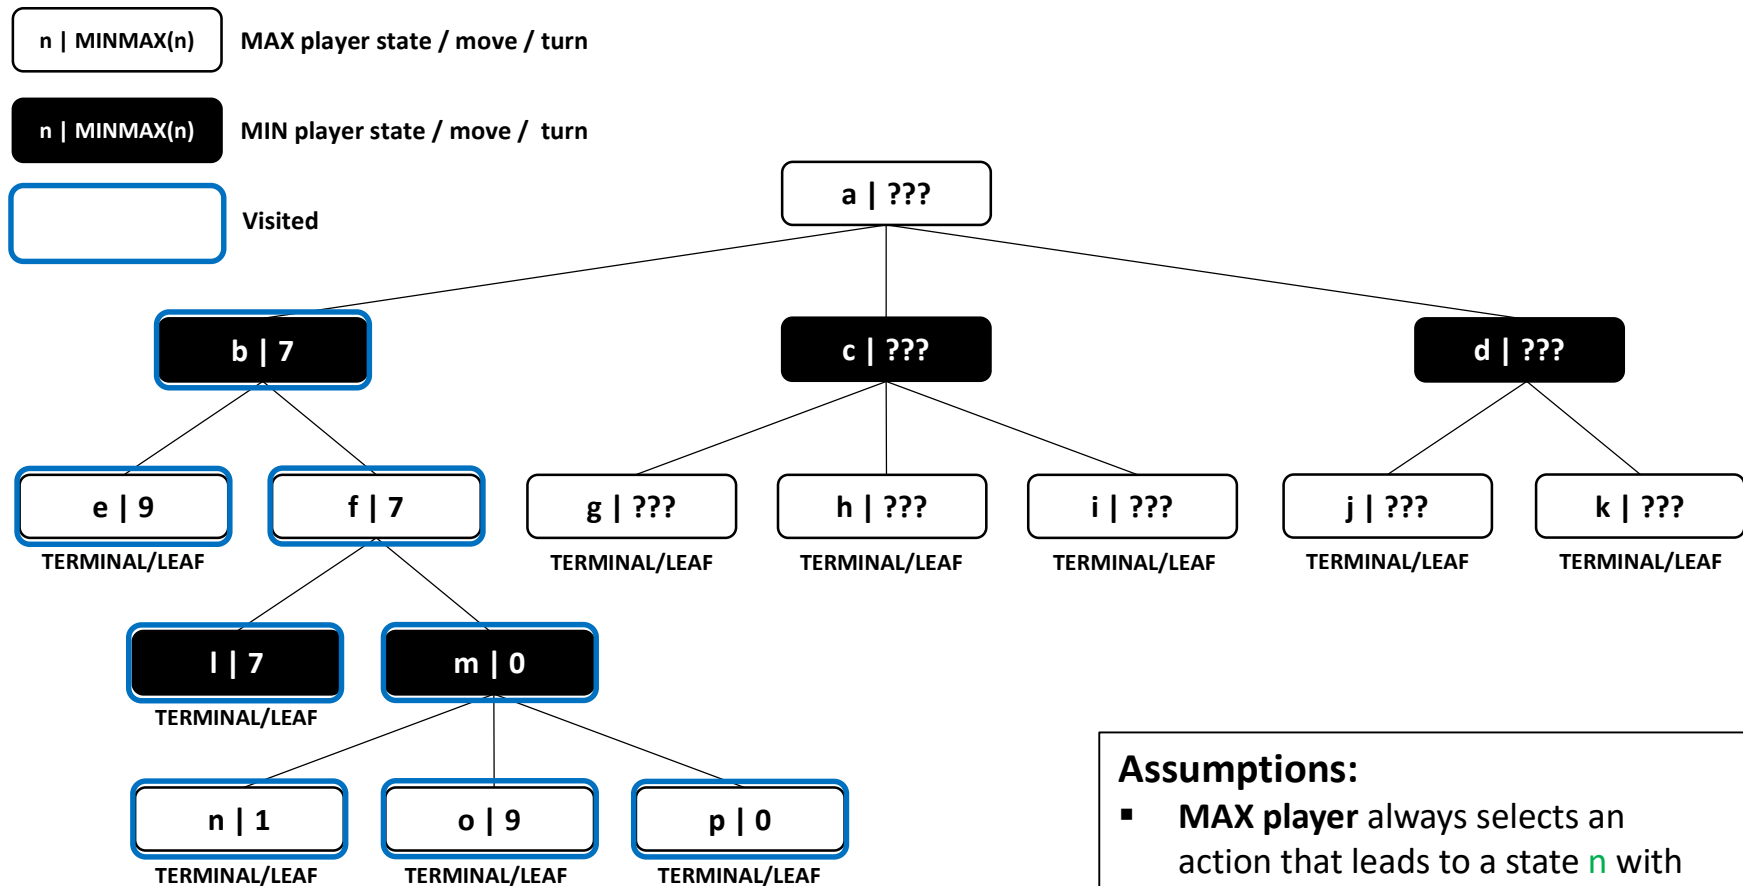 n | MINMAX(n) MAX player state / move / turn
n | MINMAX(n) MIN player state / move / turn
Visited
a | ???
b | 7 c | ??? d | ???
e | 9 f | 7 g | ??? h | ??? i | ??? j | ??? k | ???
TERMINAL/LEAF TERMINAL/LEAF TERMINAL/LEAF TERMINAL/LEAF TERMINAL/LEAF TERMINAL/LEAF
l | 7 m | 0
TERMINAL/LEAF
n | 1 o | 9 p | 0
TERMINAL/LEAF TERMINAL/LEAF TERMINAL/LEAF
Assumptions:
▪ MAX player always selects an
action that leads to a state n with